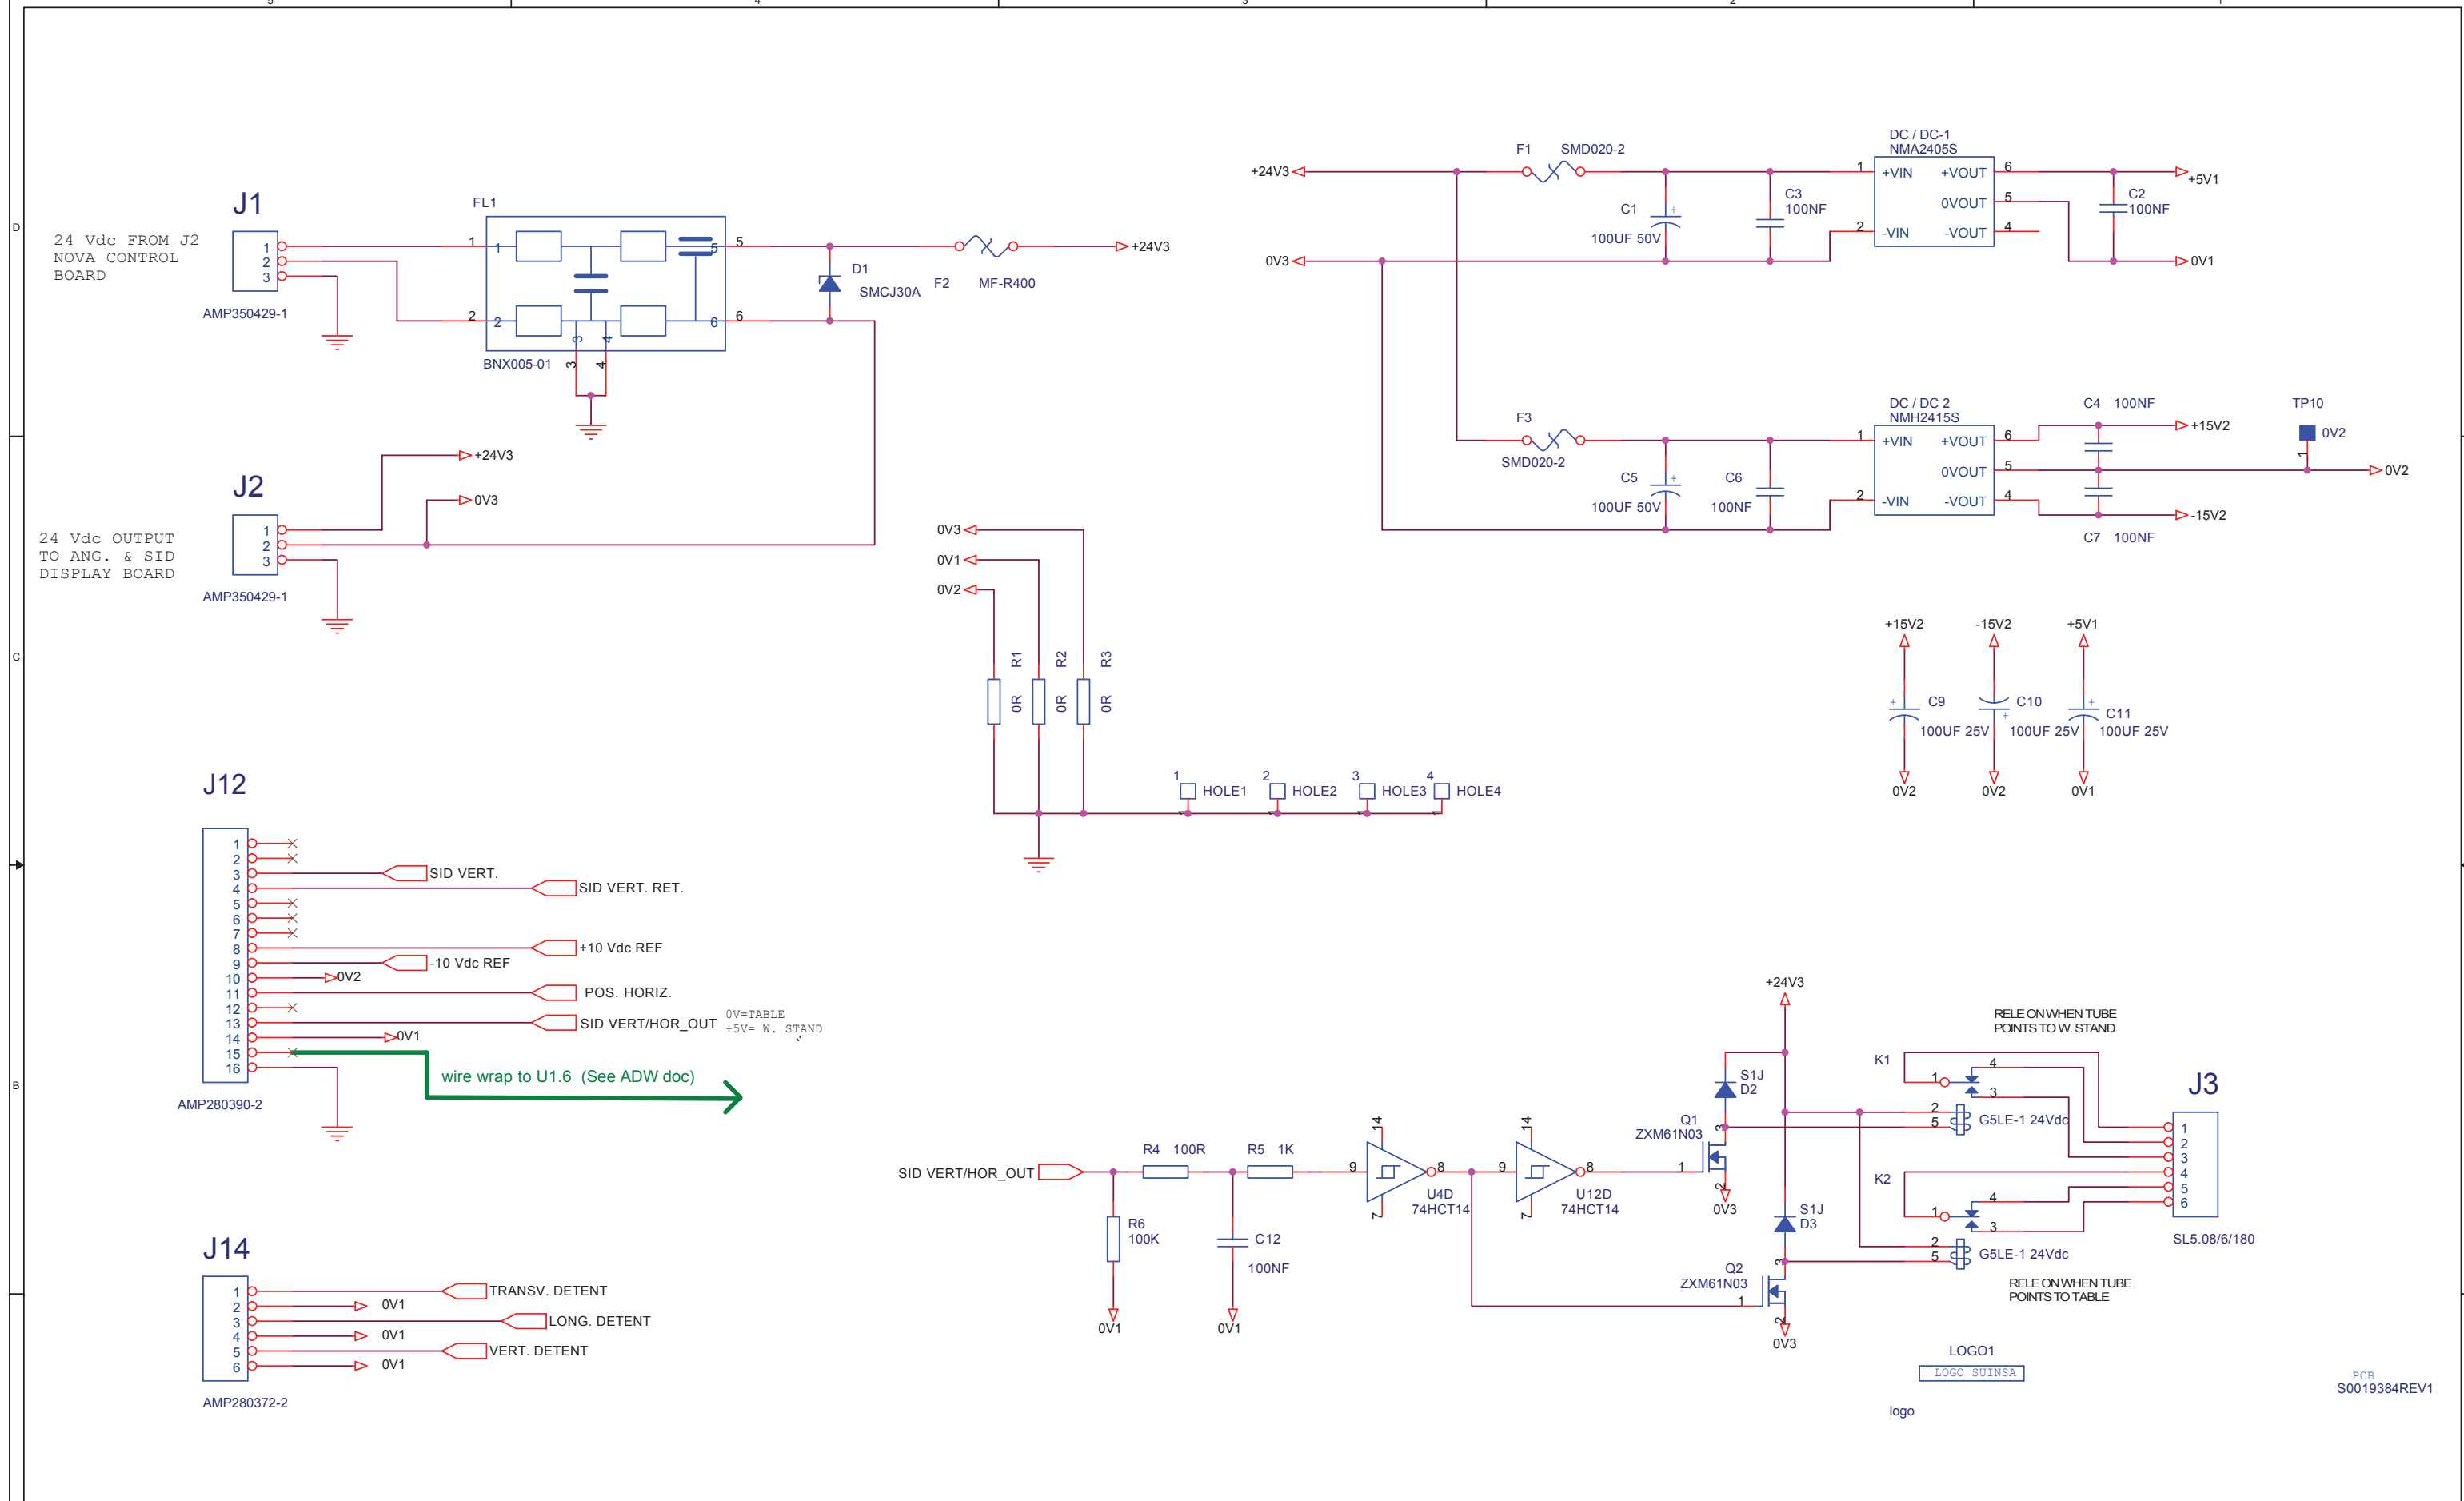 5 4 3 2 1
D
C
B
J1
24 Vdc FROM J2
NOVA CONTROL
BOARD
1
2
3
AMP350429-1
FL1
1 1
2 2
5 5
6 6
3 4
3 4
BNX005-01
D1
SMCJ30A
F2 MF-R400
+24V3
J2
24 Vdc OUTPUT
TO ANG. & SID
DISPLAY BOARD
1
2
3
AMP350429-1
+24V3
0V3
+24V3
0V3
F1 SMD020-2
C1
100UF 50V
C3
100NF
DC / DC-1
NMA2405S
1 +VIN +VOUT 6
0VOUT 5
2 -VIN -VOUT 4
C2
100NF
+5V1
0V1
F3
SMD020-2
C5
100UF 50V
C6
100NF
DC / DC 2
NMH2415S
1 +VIN +VOUT 6
0VOUT 5
2 -VIN -VOUT 4
C4 100NF
C7 100NF
+15V2
0V2
-15V2
TP10
0V2
1
0V3
0V1
0V2
R1 0R
R2 0R
R3 0R
1 HOLE1
2 HOLE2
3 HOLE3
4 HOLE4
1 1 1 1
+15V2 -15V2 +5V1
C9
100UF 25V
C10
100UF 25V
C11
100UF 25V
0V2 0V2 0V1
J12
1
2
3 SID VERT.
4 SID VERT. RET.
5
6
7
8 +10 Vdc REF
9 -10 Vdc REF
10 0V2
11 POS. HORIZ.
12
13 SID VERT/HOR_OUT
0V=TABLE
+5V= W. STAND
14 0V1
15
16
wire wrap to U1.6 (See ADW doc)
AMP280390-2
J14
1 TRANSV. DETENT
2 0V1
3 LONG. DETENT
4 0V1
5 VERT. DETENT
6 0V1
AMP280372-2
SID VERT/HOR_OUT
R4 100R
R5 1K
R6
100K
C12
100NF
0V1
0V1
14
9 8
7
U4D
74HCT14
14
9 8
7
U12D
74HCT14
+24V3
S1J
D2
Q1
ZXM61N03
1
3
2
0V3
S1J
D3
Q2
ZXM61N03
1
3
2
0V3
RELE ON WHEN TUBE
POINTS TO W. STAND
K1
1
4
3
2
5
G5LE-1 24Vdc
K2
1
4
3
2
5
G5LE-1 24Vdc
RELE ON WHEN TUBE
POINTS TO TABLE
J3
1
2
3
4
5
6
SL5.08/6/180
LOGO1
LOGO SUINSA
logo
PCB
S0019384REV1